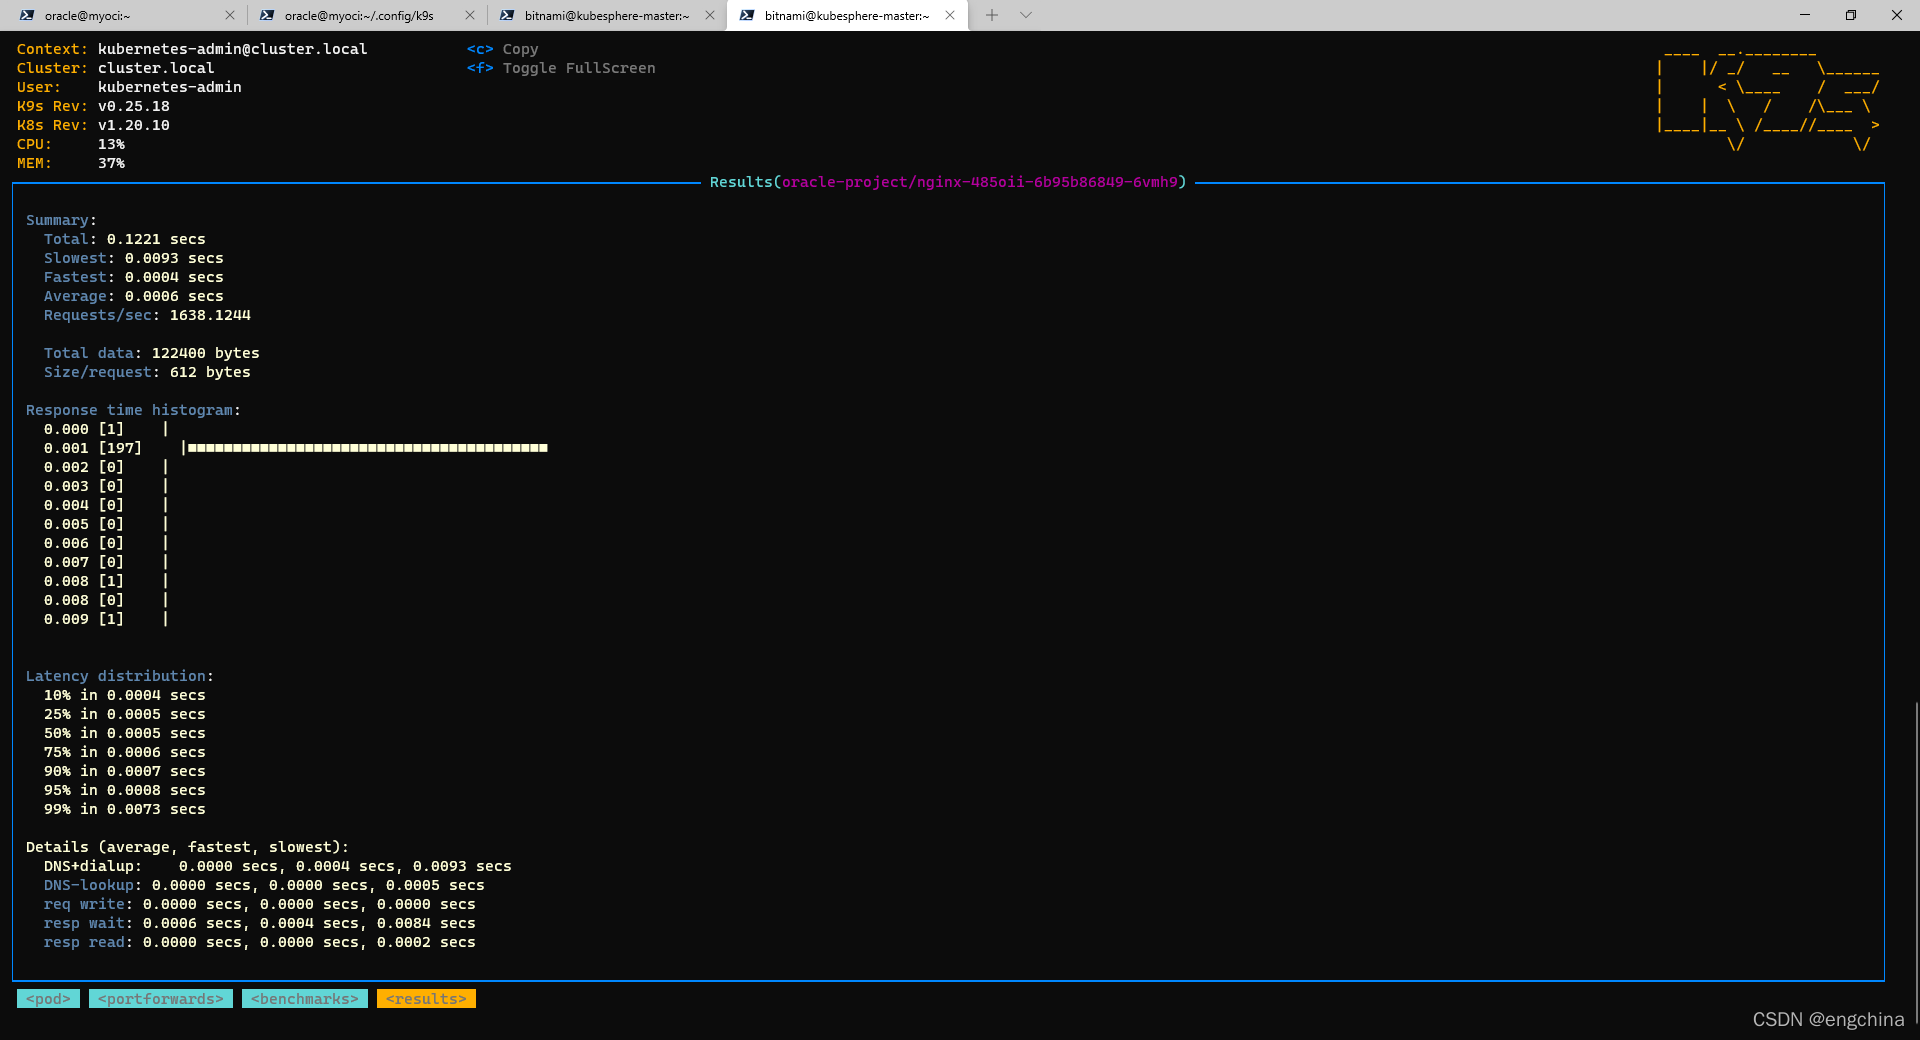 oracle@myoci:~
oracle@myoci:~/.config/k9s
bitnami@kubesphere-master:~
bitnami@kubesphere-master:~
Context: kubernetes-admin@cluster.local
<c> Copy
Cluster: cluster.local
<f> Toggle FullScreen
User: kubernetes-admin
K9s Rev: v0.25.18
K8s Rev: v1.20.10
CPU: 13%
MEM: 37%
Results(oracle-project/nginx-485oii-6b95b86849-6vmh9)
Summary:
Total: 0.1221 secs
Slowest: 0.0093 secs
Fastest: 0.0004 secs
Average: 0.0006 secs
Requests/sec: 1638.1244
Total data: 122400 bytes
Size/request: 612 bytes
Response time histogram:
0.000 [1] |
0.001 [197] |■■■■■■■■■■■■■■■■■■■■■■■■■■■■■■■■■■■■■■■■
0.002 [0] |
0.003 [0] |
0.004 [0] |
0.005 [0] |
0.006 [0] |
0.007 [0] |
0.008 [1] |
0.008 [0] |
0.009 [1] |
Latency distribution:
10% in 0.0004 secs
25% in 0.0005 secs
50% in 0.0005 secs
75% in 0.0006 secs
90% in 0.0007 secs
95% in 0.0008 secs
99% in 0.0073 secs
Details (average, fastest, slowest):
DNS+dialup: 0.0000 secs, 0.0004 secs, 0.0093 secs
DNS-lookup: 0.0000 secs, 0.0000 secs, 0.0005 secs
req write: 0.0000 secs, 0.0000 secs, 0.0000 secs
resp wait: 0.0006 secs, 0.0004 secs, 0.0084 secs
resp read: 0.0000 secs, 0.0000 secs, 0.0002 secs
<pod> <portforwards> <benchmarks> <results>
CSDN @engchina